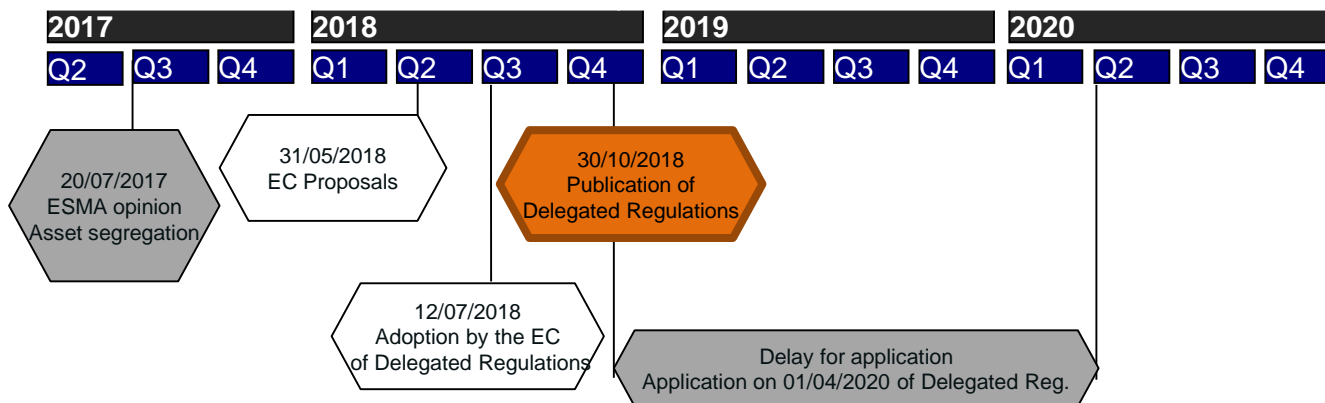 2017 2018 2019 2020
Q2 Q3 Q4 Q1 Q2 Q3 Q4 Q1 Q2 Q3 Q4 Q1 Q2 Q3 Q4
20/07/2017
ESMA opinion
Asset segregation
31/05/2018
EC Proposals
30/10/2018
Publication of
Delegated Regulations
12/07/2018
Adoption by the EC
of Delegated Regulations
Delay for application
Application on 01/04/2020 of Delegated Reg.